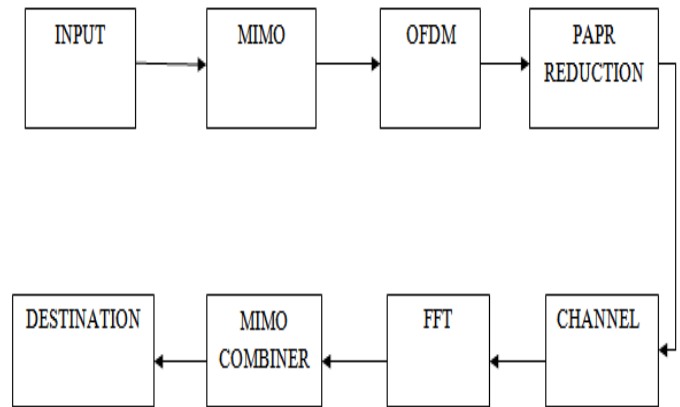 INPUT
MIMO
OFDM
PAPR
REDUCTION
DESTINATION
MIMO
COMBINER
FFT
CHANNEL